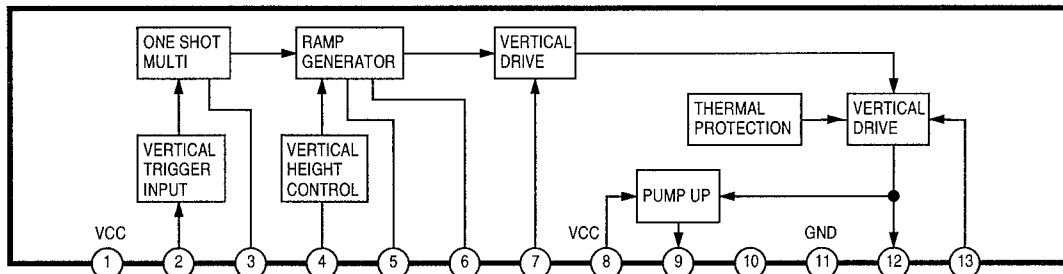 ONE SHOT
MULTI
RAMP
GENERATOR
VERTICAL
DRIVE
THERMAL
PROTECTION
VERTICAL
DRIVE
VERTICAL
TRIGGER
INPUT
VERTICAL
HEIGHT
CONTROL
PUMP UP
VCC
VCC
GND
1 2 3 4 5 6 7 8 9 10 11 12 13